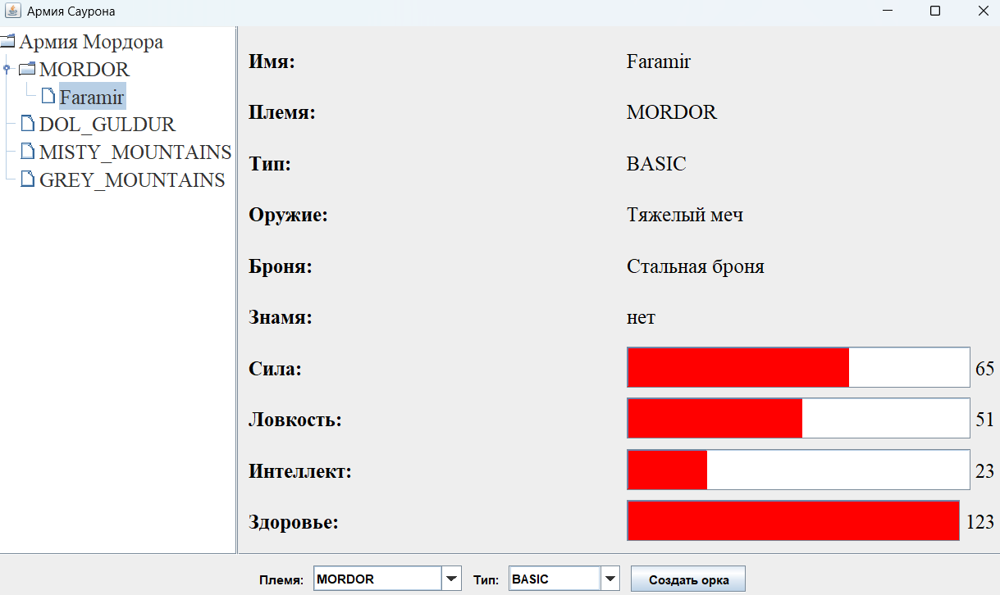 Армия Саурона
Армия Мордора
MORDOR
Faramir
DOL_GULDUR
MISTY_MOUNTAINS
GREY_MOUNTAINS
Имя: Faramir
Племя: MORDOR
Тип: BASIC
Оружие: Тяжелый меч
Броня: Стальная броня
Знамя: нет
Сила: 65
Ловкость: 51
Интеллект: 23
Здоровье: 123
Племя: MORDOR Тип: BASIC Создать орка